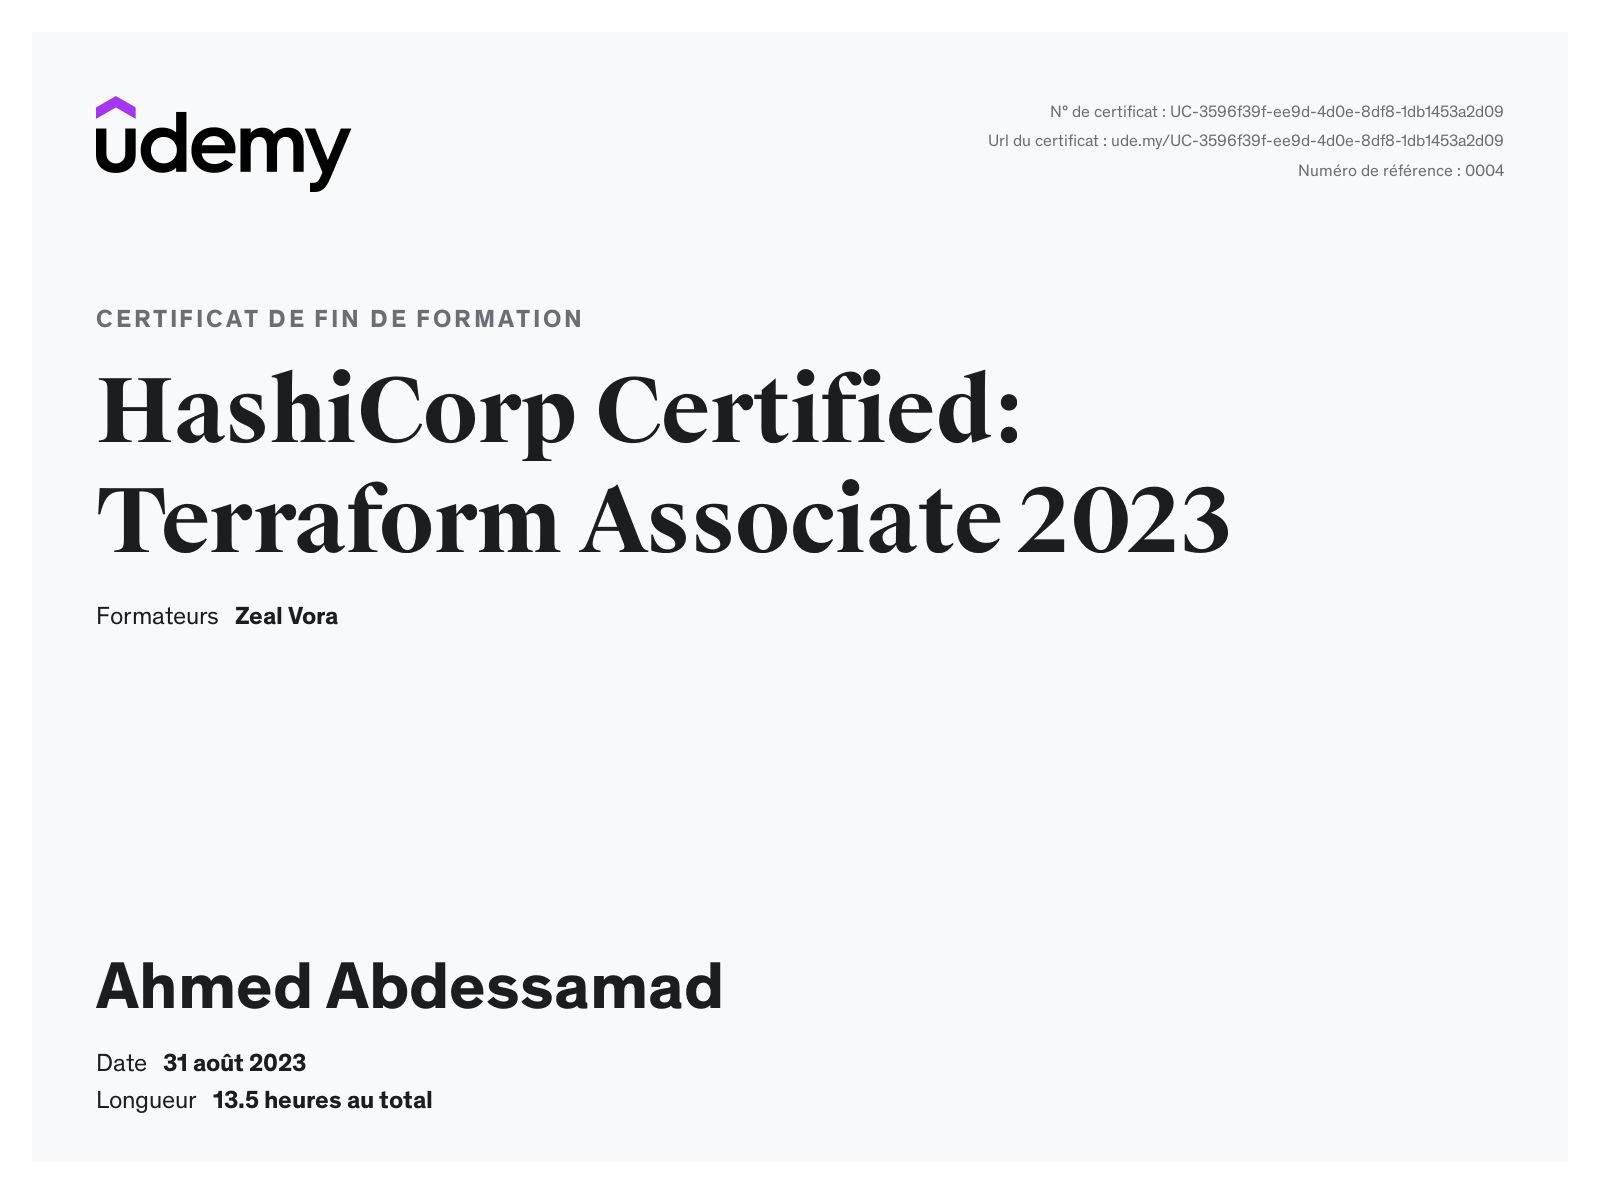 udemy
N° de certificat : UC-3596f39f-ee9d-4d0e-8df8-1db1453a2d09
Url du certificat : ude.my/UC-3596f39f-ee9d-4d0e-8df8-1db1453a2d09
Numéro de référence : 0004
CERTIFICAT DE FIN DE FORMATION
HashiCorp Certified:
Terraform Associate 2023
Formateurs Zeal Vora
Ahmed Abdessamad
Date 31 août 2023
Longueur 13.5 heures au total